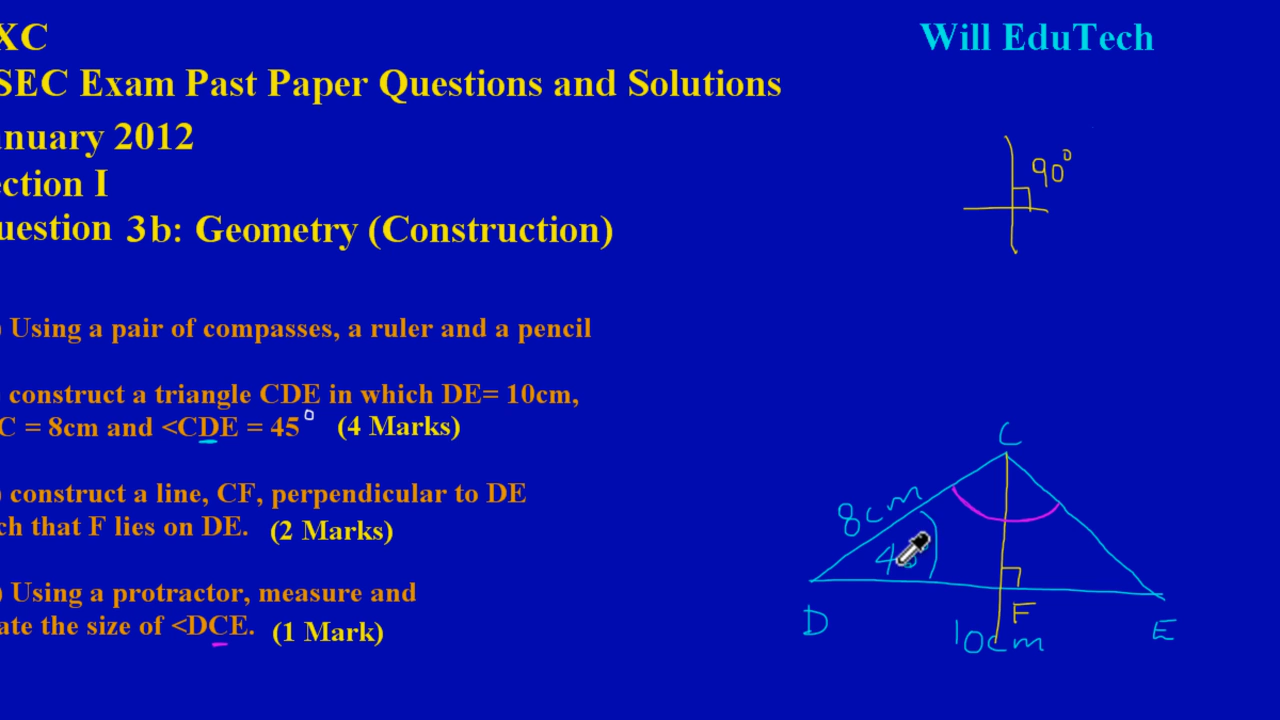 XC
Will EduTech
SEC Exam Past Paper Questions and Solutions
nuary 2012
ection I
uestion 3b: Geometry (Construction)
90°
) Using a pair of compasses, a ruler and a pencil
construct a triangle CDE in which DE= 10cm,
C = 8cm and <CDE = 45° (4 Marks)
) construct a line, CF, perpendicular to DE
ch that F lies on DE. (2 Marks)
) Using a protractor, measure and
ate the size of <DCE. (1 Mark)
C
8cm
D
F
E
10cm